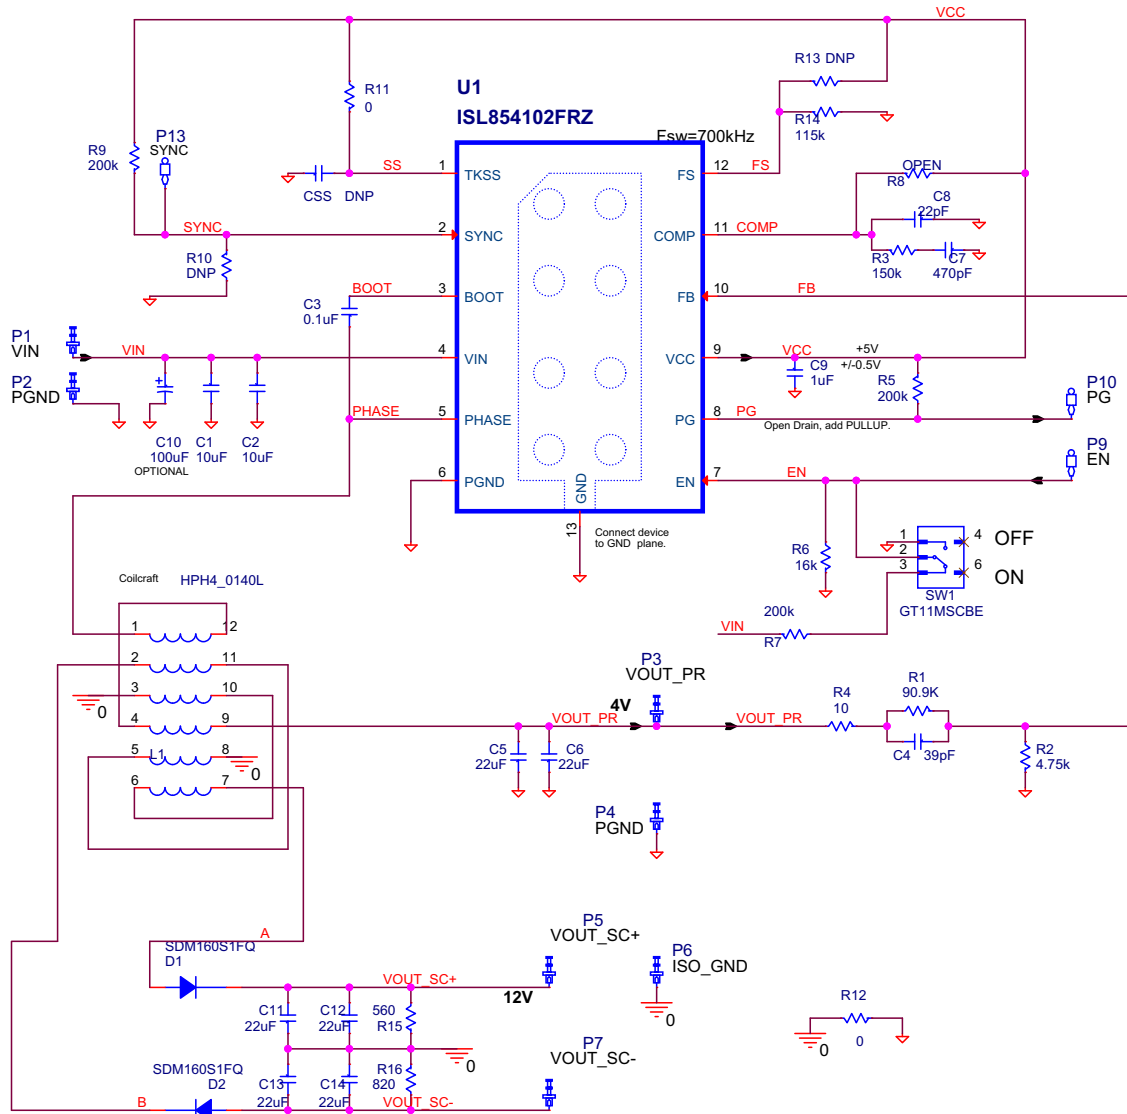 VCC
R13 DNP
R11
0
U1
ISL854102FRZ
R14
115k
Fsw=700kHz
P13
SYNC
R9
200k
SS
1
TKSS
FS
12
FS
OPEN
R8
CSS DNP
C8
22pF
SYNC
2
SYNC
COMP
11
COMP
R10
DNP
R3
150k
C7
470pF
BOOT
3
BOOT
FB
10
FB
C3
0.1uF
P1
VIN
VIN
4
VIN
VCC
9
VCC
+5V
+/-0.5V
C9
1uF
R5
200k
P2
PGND
P10
PG
+
PHASE
5
PHASE
PG
8
PG
Open Drain, add PULLUP.
C10
100uF
OPTIONAL
C1
10uF
C2
10uF
P9
EN
6
PGND
EN
7
EN
GND
13
Connect device
to GND plane.
R6
16k
1
2
3
4
6
OFF
ON
SW1
GT11MSCBE
Coilcraft
HPH4_0140L
200k
VIN
R7
1
12
2
11
3
10
0
4
9
5
L1
8
0
6
7
P3
VOUT_PR
4V
VOUT_PR
VOUT_PR
R4
10
R1
90.9K
C4
39pF
R2
4.75k
C5
22uF
C6
22uF
P4
PGND
A
SDM160S1FQ
D1
P5
VOUT_SC+
VOUT_SC+
12V
P6
ISO_GND
0
C11
22uF
C12
22uF
560
R15
R12
0
0
0
P7
VOUT_SC-
SDM160S1FQ
D2
C13
22uF
C14
22uF
R16
820
B
VOUT_SC-